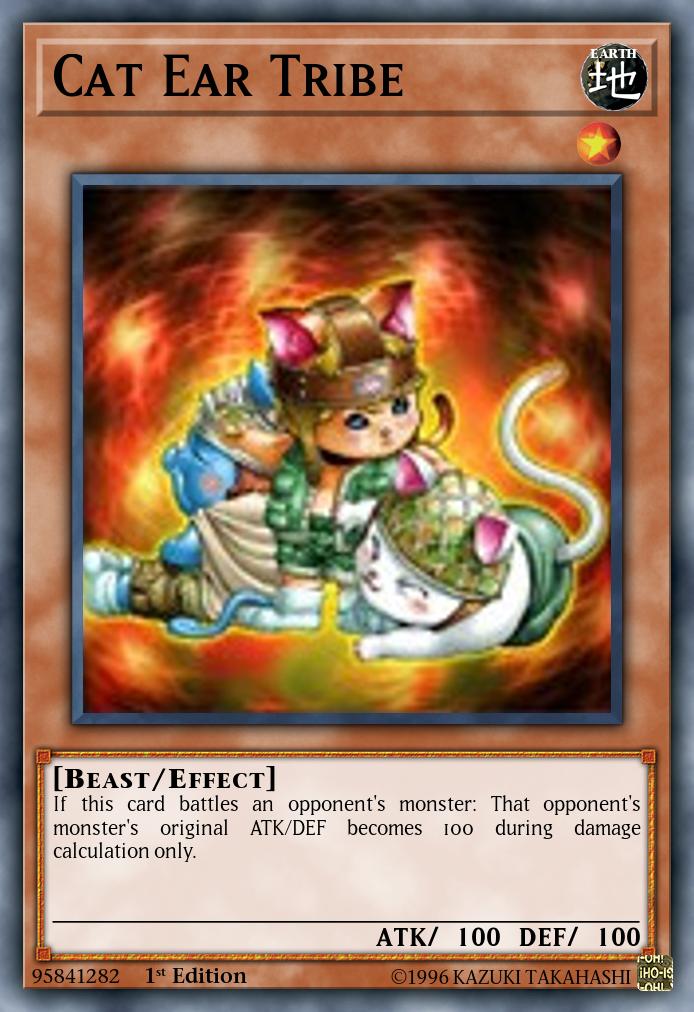 Cat Ear Tribe
EARTH
地
[Beast/Effect]
If this card battles an opponent's monster: That opponent's
monster's original ATK/DEF becomes 100 during damage
calculation only.
ATK/ 100 DEF/ 100
95841282 1st Edition ©1996 KAZUKI TAKAHASHI